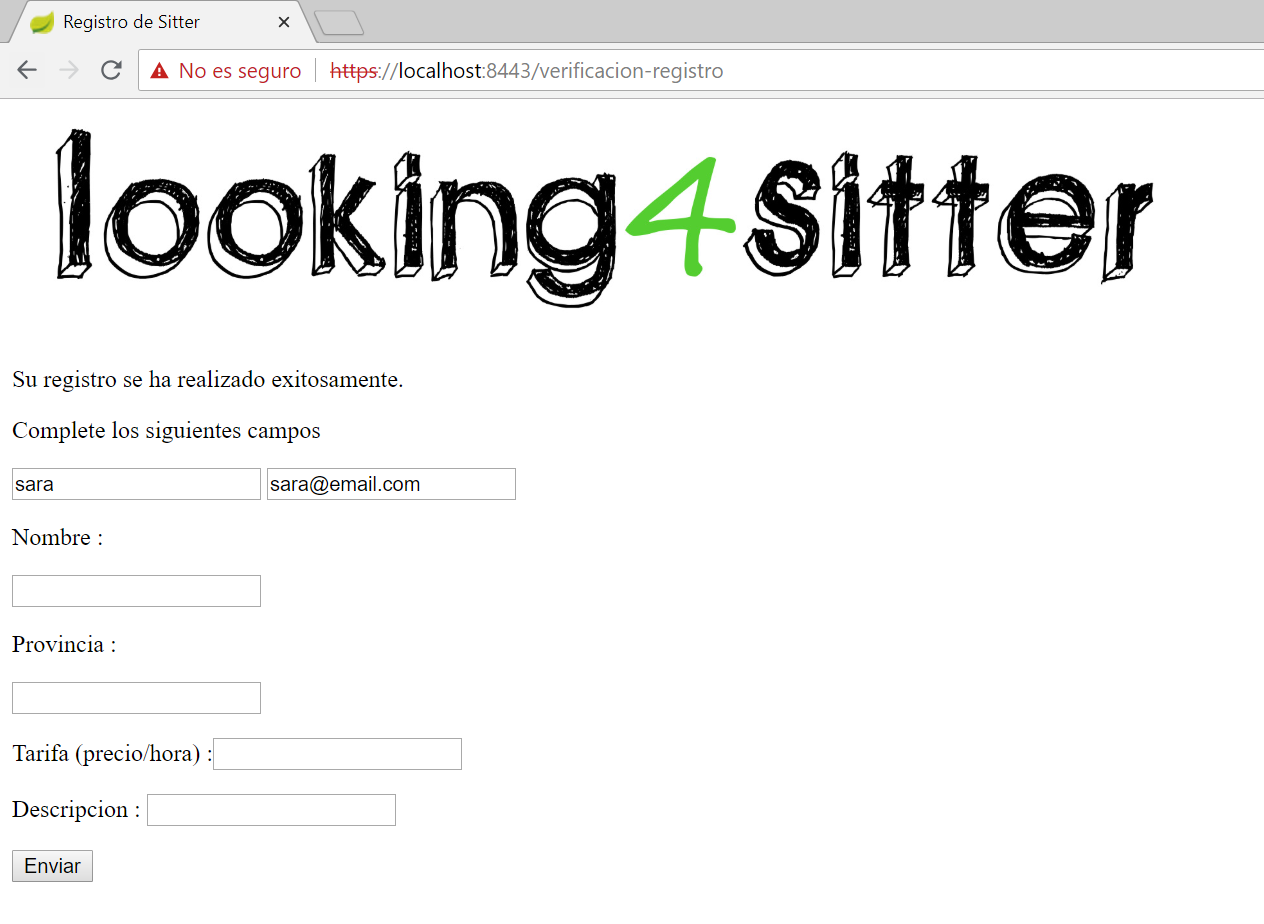 Registro de Sitter
No es seguro https://localhost:8443/verificacion-registro
looking4sitter
Su registro se ha realizado exitosamente.
Complete los siguientes campos
sara sara@email.com
Nombre :
Provincia :
Tarifa (precio/hora) :
Descripcion :
Enviar